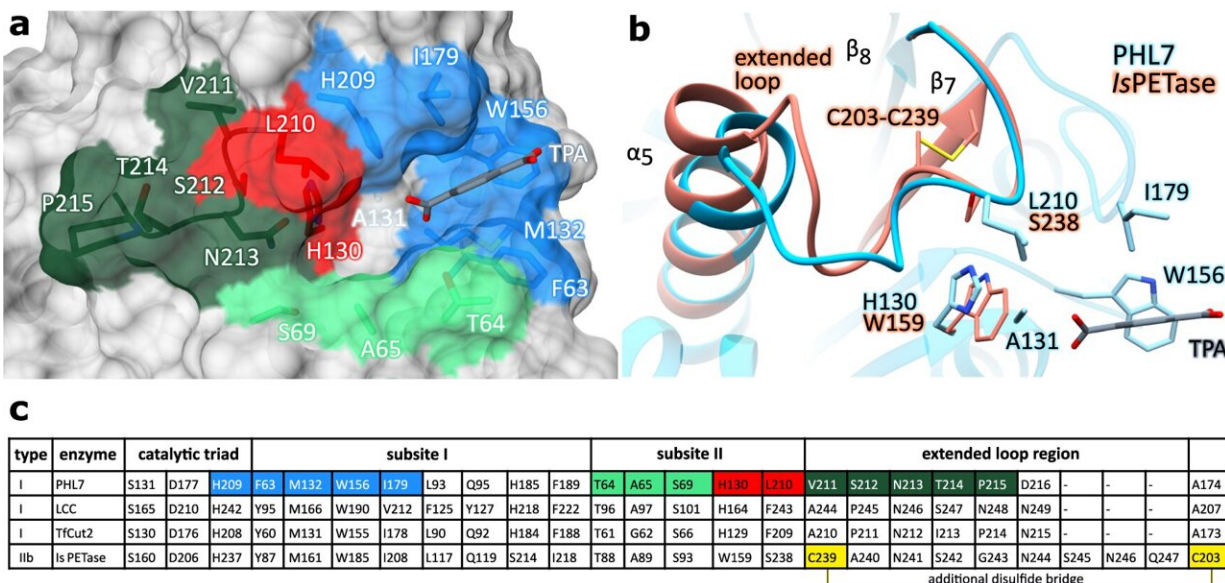 a
V211
H209
I179
L210
W156
T214
S212
TPA
P215
A131
M132
N213
H130
F63
S69
A65
T64
b
extended
loop
β8
β7
PHL7
IsPETase
C203-C239
α5
L210
S238
I179
H130
W159
W156
A131
TPA
c
type enzyme catalytic triad subsite I subsite II extended loop region
I PHL7 S131 D177 H209 F63 M132 W156 I179 L93 Q95 H185 F189 T64 A65 S69 H130 L210 V211 S212 N213 T214 P215 D216 - - - A174
I LCC S165 D210 H242 Y95 M166 W190 V212 F125 Y127 H218 F222 T96 A97 S101 H164 F243 A244 P245 N246 S247 N248 N249 - - - A207
I TfCut2 S130 D176 H208 Y60 M131 W155 I178 L90 Q92 H184 F188 T61 G62 S66 H129 F209 A210 P211 N212 I213 P214 N215 - - - A173
IIb Is PETase S160 D206 H237 Y87 M161 W185 I208 L117 Q119 S214 I218 T88 A89 S93 W159 S238 C239 A240 N241 S242 G243 N244 S245 N246 Q247 C203
additional disulfide bridge